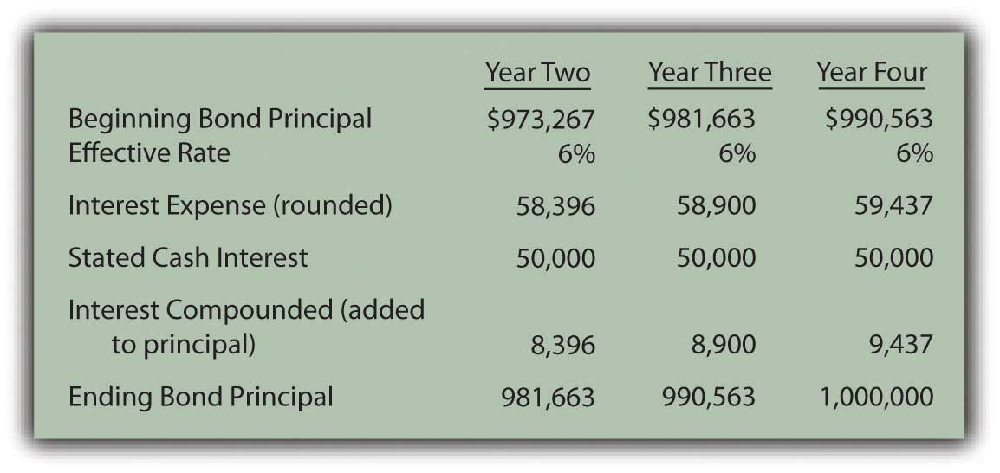 Year Two Year Three Year Four
Beginning Bond Principal $973,267 $981,663 $990,563
Effective Rate 6% 6% 6%
Interest Expense (rounded) 58,396 58,900 59,437
Stated Cash Interest 50,000 50,000 50,000
Interest Compounded (added
to principal) 8,396 8,900 9,437
Ending Bond Principal 981,663 990,563 1,000,000